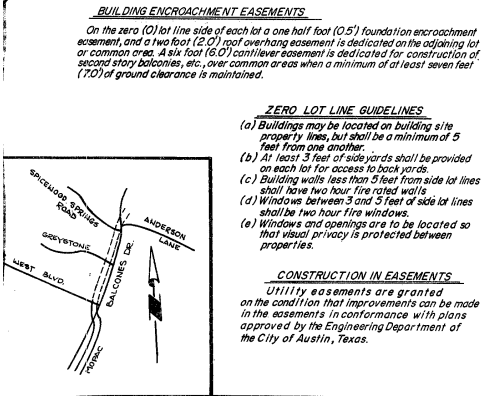 BUILDING ENCROACHMENT EASEMENTS
On the zero (0) lot line side of each lot a one half foot (0.5') foundation encroachment
easement, and a two foot (2.0') roof overhang easement is dedicated on the adjoining lot
or common area. A six foot (6.0') cantilever easement is dedicated for construction of
second story balconies, etc., over common areas when a minimum of at least seven feet
(7.0') of ground clearance is maintained.
ZERO LOT LINE GUIDELINES
(a) Buildings may be located on building site
property lines, but shall be a minimum of 5
feet from one another.
(b) At least 3 feet of sideyards shall be provided
on each lot for access to back yards.
(c) Building walls less than 5 feet from side lot lines
shall have two hour fire rated walls
(d) Windows between 3 and 5 feet of side lot lines
shall be two hour fire windows.
(e) Windows and openings are to be located so
that visual privacy is protected between
properties.
CONSTRUCTION IN EASEMENTS
Utility easements are granted
on the condition that improvements can be made
in the easements in conformance with plans
approved by the Engineering Department of
the City of Austin, Texas.
SPICEWOOD SPRINGS
ROAD
ANDERSON
LANE
GREYSTONE
BALCONES DR.
WEST BLVD.
MOPAC